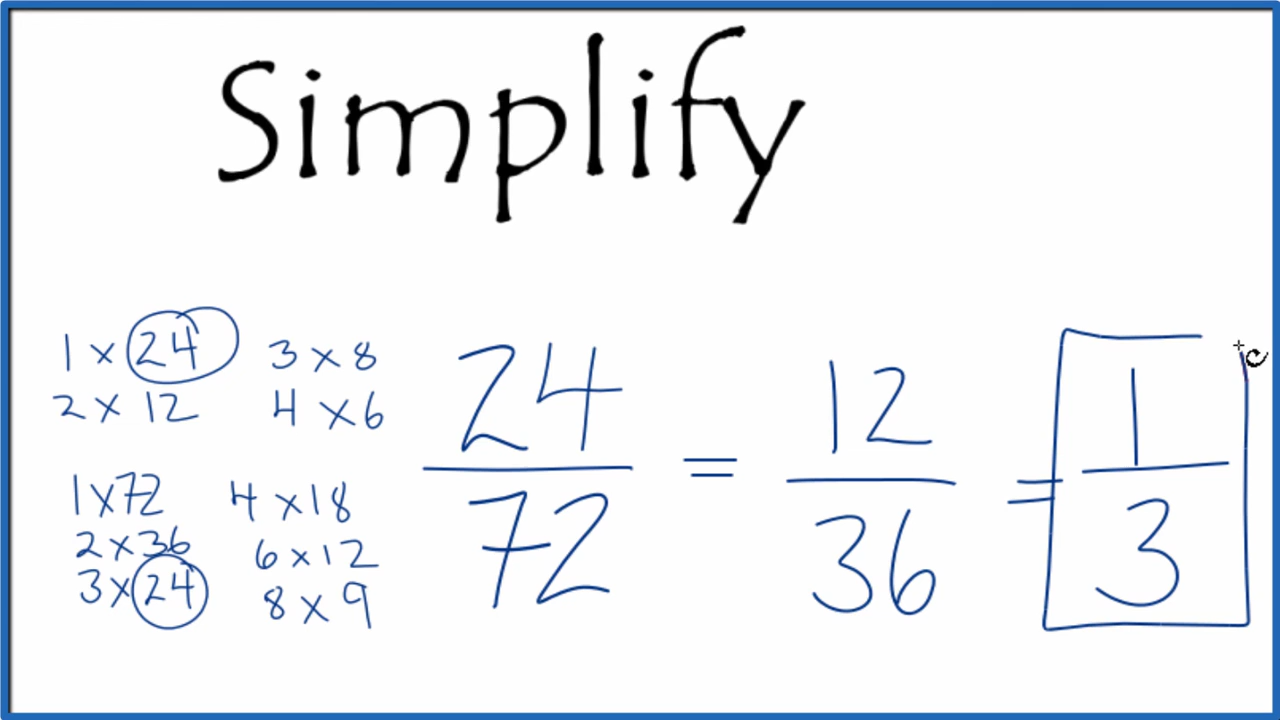 Simplify
1 × 24 3 × 8
2 × 12 4 × 6
1 × 72 4 × 18
2 × 36 6 × 12
3 × 24 8 × 9
24/72 = 12/36 = 1/3